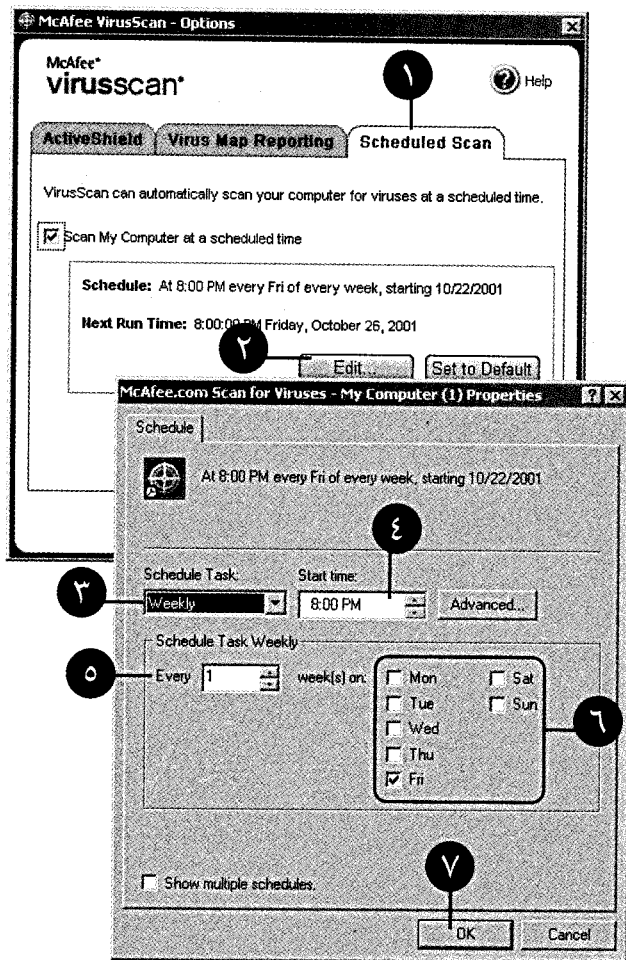 McAfee VirusScan - Options
McAfee*
virusscan*
١
Help
ActiveShield Virus Map Reporting Scheduled Scan
VirusScan can automatically scan your computer for viruses at a scheduled time.
Scan My Computer at a scheduled time
Schedule: At 8:00 PM every Fri of every week, starting 10/22/2001
Next Run Time: 8:00:00 PM Friday, October 26, 2001
٢
Edit... Set to Default
McAfee.com Scan for Viruses - My Computer (1) Properties
Schedule
At 8:00 PM every Fri of every week, starting 10/22/2001
٤
Schedule Task: Start time:
٣ Weekly 8:00 PM Advanced...
Schedule Task Weekly
٥ Every 1 week(s) on: Mon Sat
Tue Sun
٦
Wed
Thu
Fri
٧
Show multiple schedules.
OK Cancel